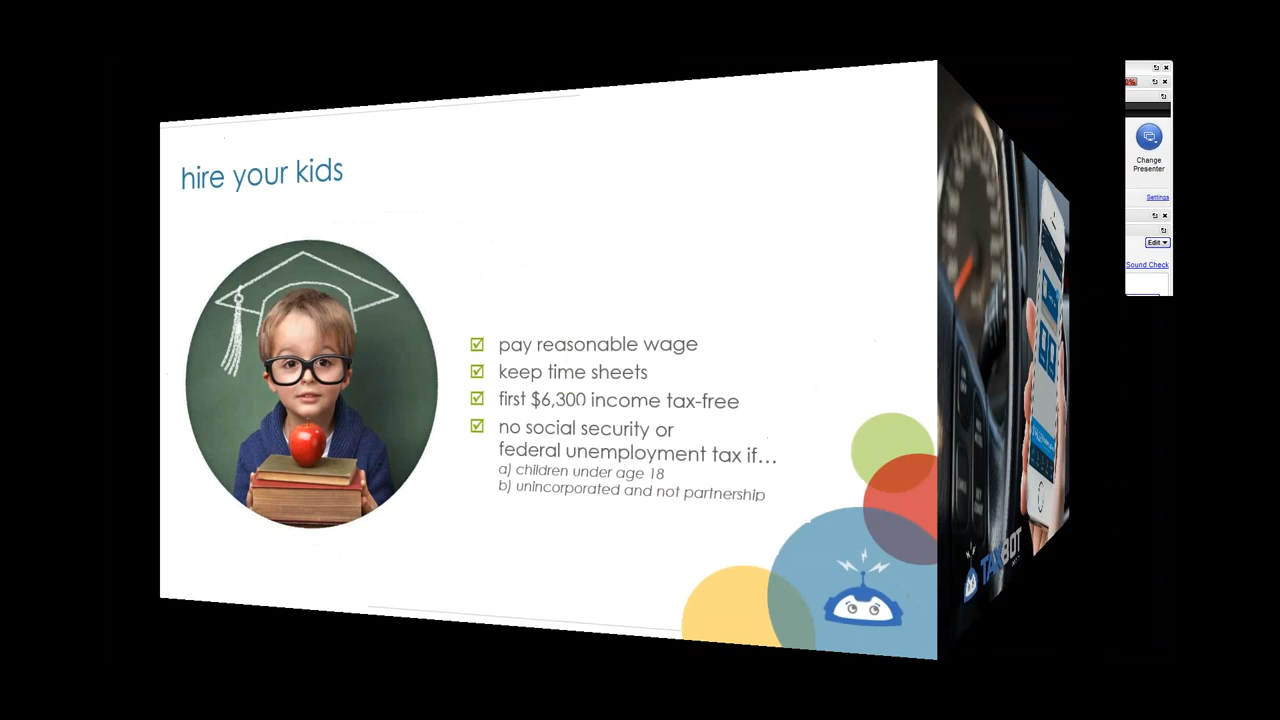 hire your kids
pay reasonable wage
keep time sheets
first $6,300 income tax-free
no social security or
federal unemployment tax if...
a) children under age 18
b) unincorporated and not partnership
TAXBOT
Change
Presenter
Settings
Edit
Sound Check